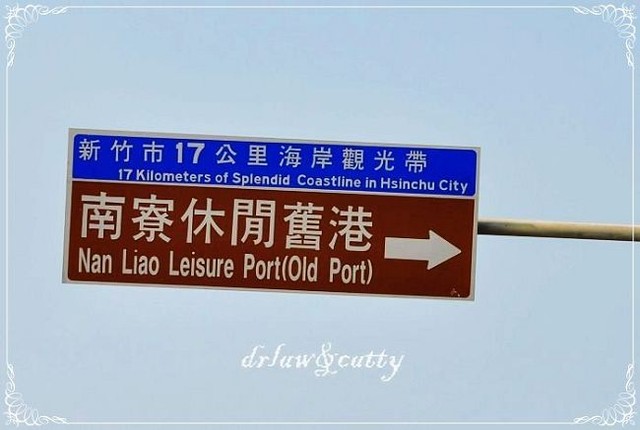 新竹市17公里海岸觀光帶
17 Kilometers of Splendid Coastline in Hsinchu City
南寮休閒舊港
Nan Liao Leisure Port(Old Port)
drlaw&cutty